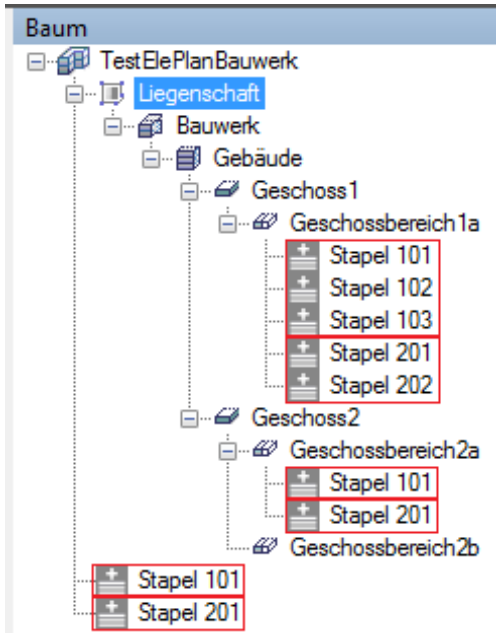 Baum
TestElePlanBauwerk
Liegenschaft
Bauwerk
Gebäude
Geschoss1
Geschossbereich1a
Stapel 101
Stapel 102
Stapel 103
Stapel 201
Stapel 202
Geschoss2
Geschossbereich2a
Stapel 101
Stapel 201
Geschossbereich2b
Stapel 101
Stapel 201